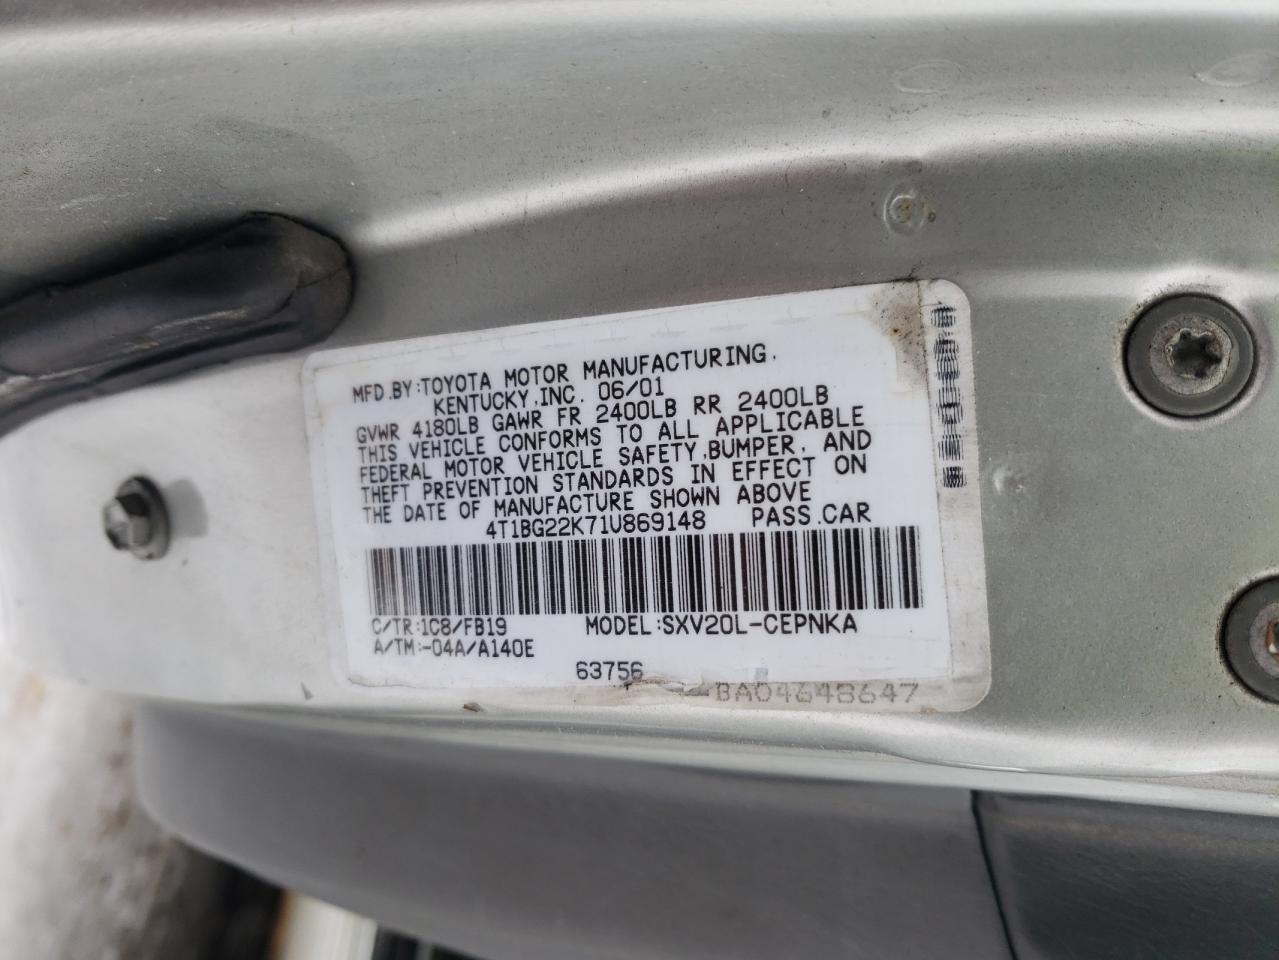 MFD.BY:TOYOTA MOTOR MANUFACTURING,
KENTUCKY,INC. 06/01
GVWR 4180LB GAWR FR 2400LB RR 2400LB
THIS VEHICLE CONFORMS TO ALL APPLICABLE
FEDERAL MOTOR VEHICLE SAFETY,BUMPER, AND
THEFT PREVENTION STANDARDS IN EFFECT ON
THE DATE OF MANUFACTURE SHOWN ABOVE
4T1BG22K71U869148 PASS.CAR
C/TR:1C8/FB19 MODEL:SXV20L-CEPNKA
A/TM:-04A/A140E
63756
BA04648647